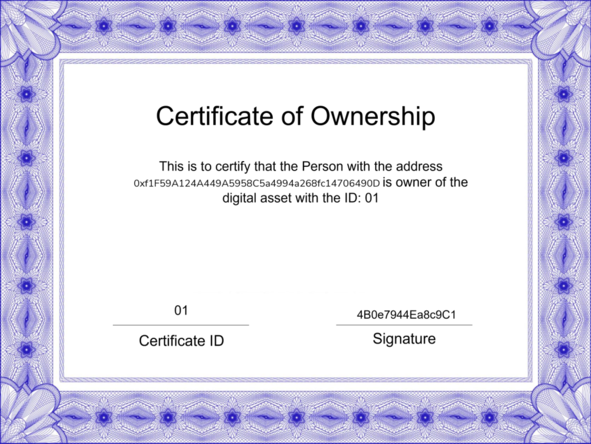 Certificate of Ownership
This is to certify that the Person with the address
0xf1F59A124A449A5958C5a4994a268fc14706490D is owner of the
digital asset with the ID: 01
01
4B0e7944Ea8c9C1
Certificate ID
Signature